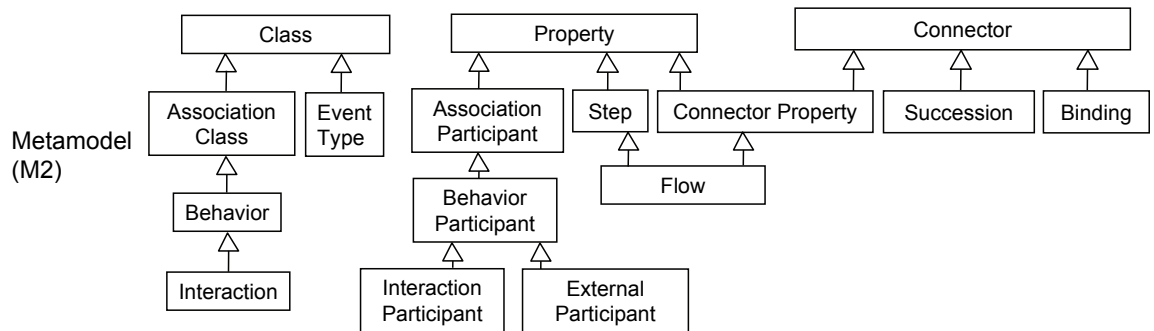 Class
Property
Connector
Metamodel
(M2)
Association
Class
Event
Type
Association
Participant
Step
Connector Property
Succession
Binding
Behavior
Behavior
Participant
Flow
Interaction
Interaction
Participant
External
Participant